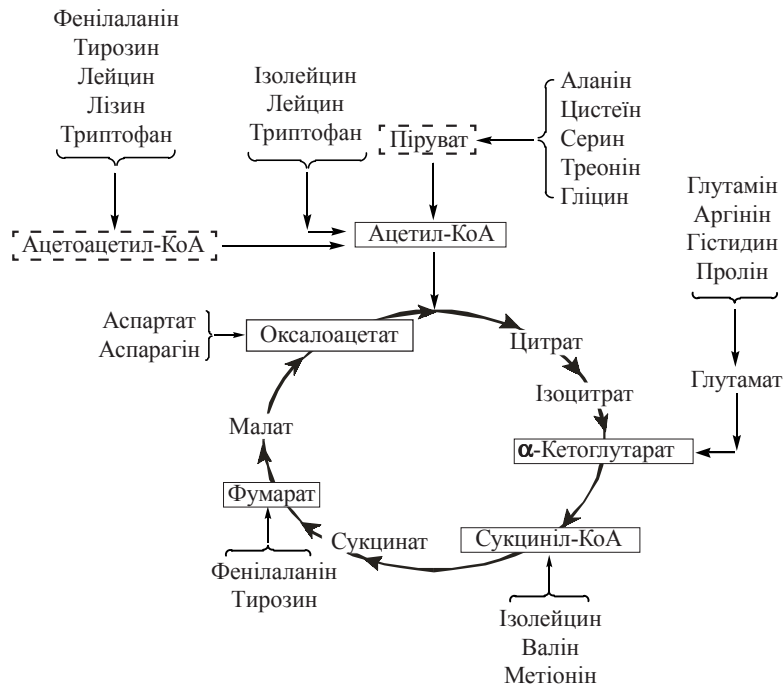 Фенілаланін
Тирозин
Лейцин
Лізин
Триптофан
Ізолейцин
Лейцин
Триптофан
Піруват
Аланін
Цистеїн
Серин
Треонін
Гліцин
Глутамін
Аргінін
Гістидин
Пролін
Ацетоацетил-КоА
Ацетил-КоА
Аспартат
Аспарагін
Оксалоацетат
Цитрат
Ізоцитрат
Глутамат
Малат
α-Кетоглутарат
Фумарат
Сукцинат
Сукциніл-КоА
Фенілаланін
Тирозин
Ізолейцин
Валін
Метіонін